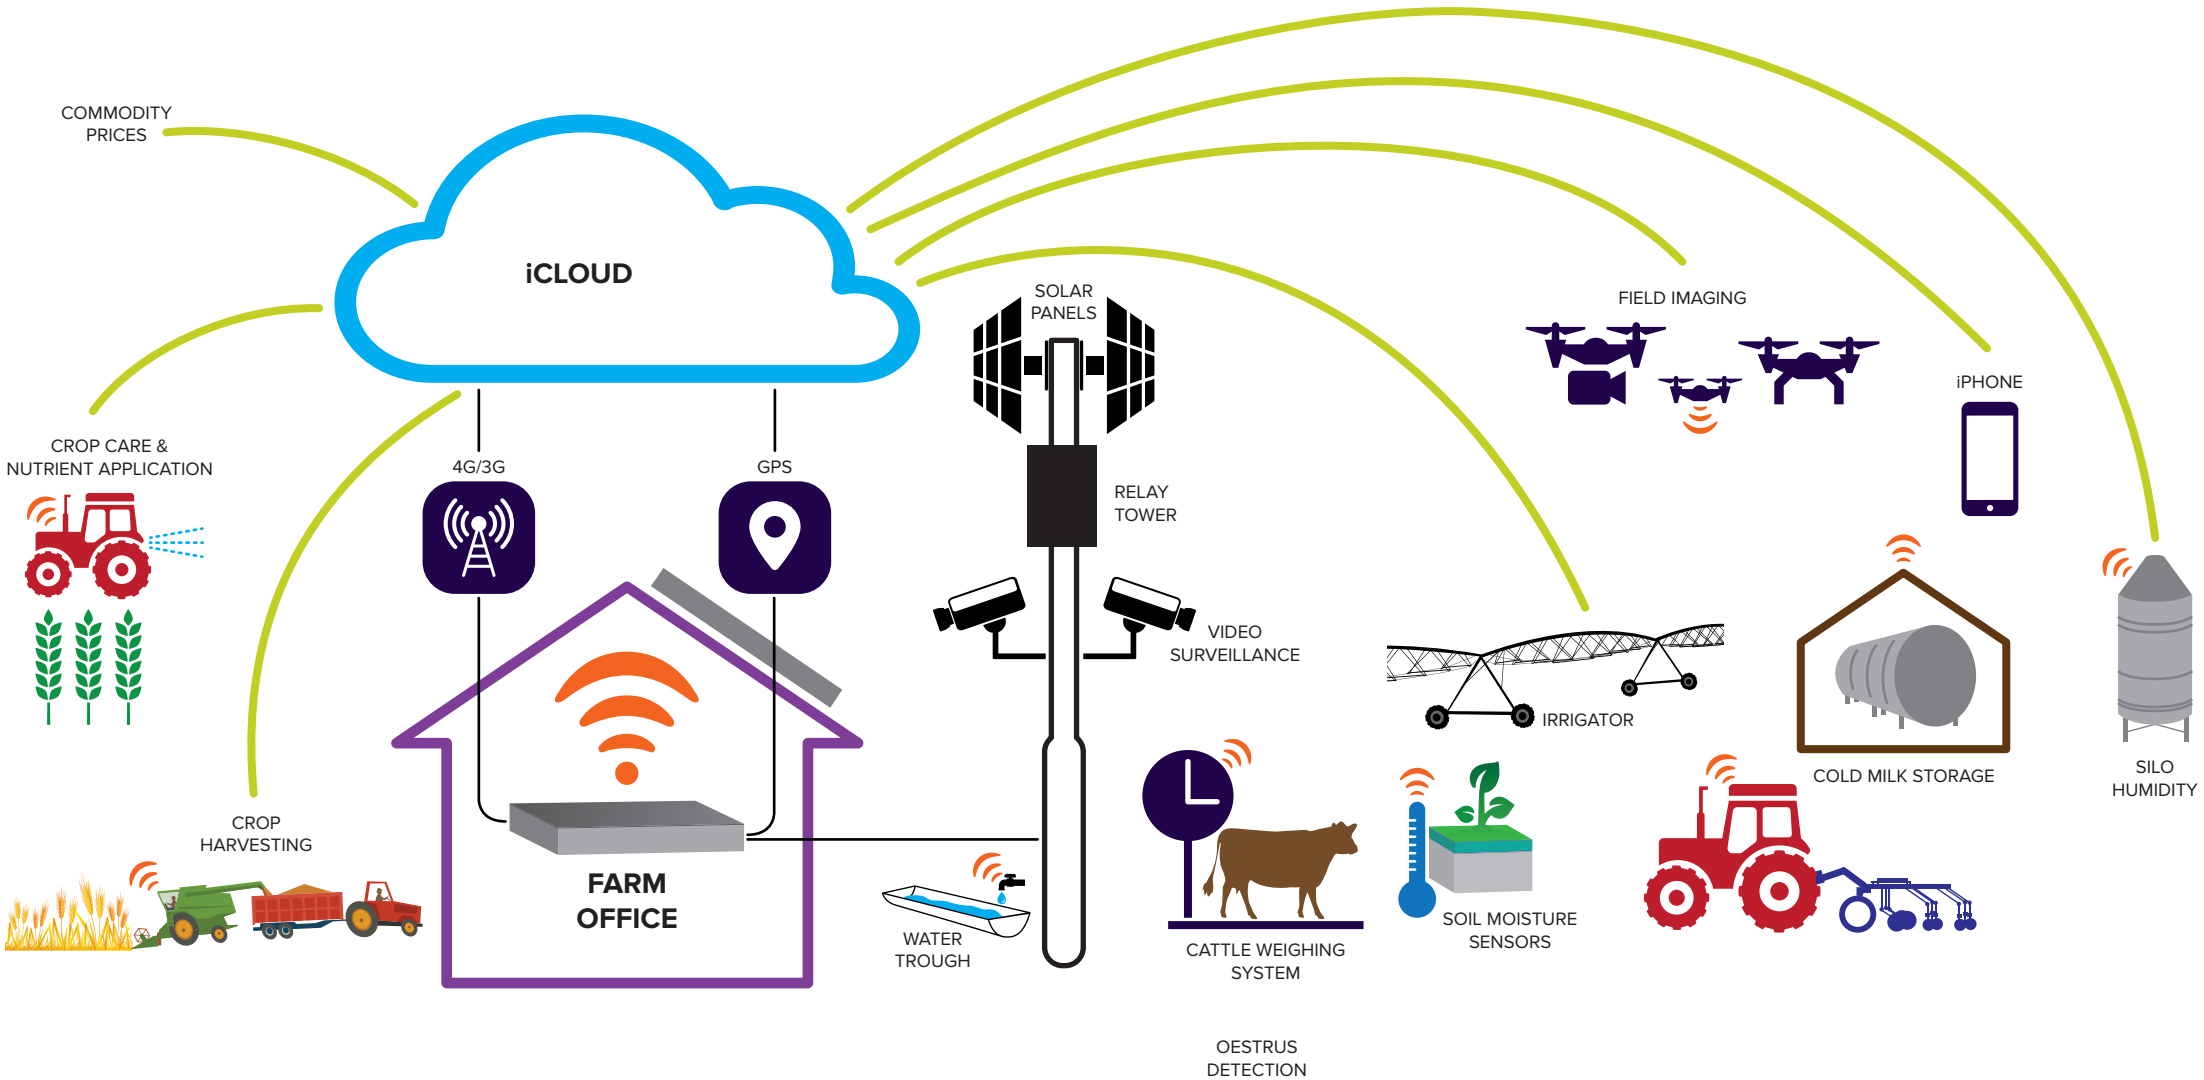 COMMODITY
PRICES
iCLOUD
SOLAR
PANELS
FIELD IMAGING
iPHONE
CROP CARE &
NUTRIENT APPLICATION
4G/3G
GPS
RELAY
TOWER
VIDEO
SURVEILLANCE
IRRIGATOR
COLD MILK STORAGE
SILO
HUMIDITY
CROP
HARVESTING
FARM
OFFICE
WATER
TROUGH
CATTLE WEIGHING
SYSTEM
SOIL MOISTURE
SENSORS
OESTRUS
DETECTION